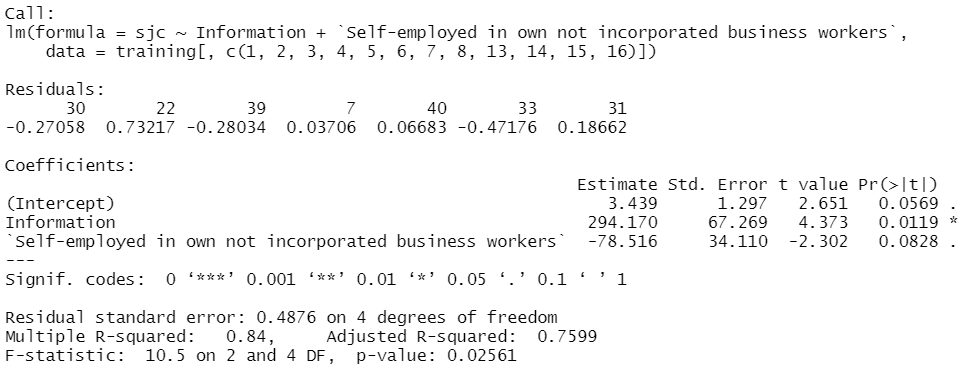 Call:
lm(formula = sjc ~ Information + `Self-employed in own not incorporated business workers`,
    data = training[, c(1, 2, 3, 4, 5, 6, 7, 8, 13, 14, 15, 16)])
Residuals:
      30       22       39        7       40       33       31
-0.27058  0.73217 -0.28034  0.03706  0.06683 -0.47176  0.18662
Coefficients:
                                                         Estimate Std. Error t value Pr(>|t|)
(Intercept)                                                 3.439      1.297   2.651   0.0569 .
Information                                               294.170     67.269   4.373   0.0119 *
`Self-employed in own not incorporated business workers`  -78.516     34.110  -2.302   0.0828 .
---
Signif. codes:  0 ‘***’ 0.001 ‘**’ 0.01 ‘*’ 0.05 ‘.’ 0.1 ‘ ’ 1
Residual standard error: 0.4876 on 4 degrees of freedom
Multiple R-squared:   0.84,     Adjusted R-squared:  0.7599
F-statistic:  10.5 on 2 and 4 DF,  p-value: 0.02561